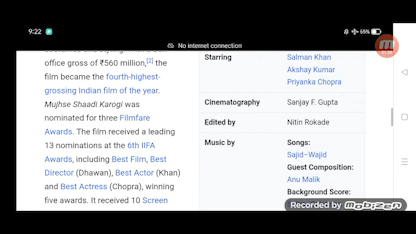 9:22
55%
No internet connection
office gross of ₹560 million,[2] the
film became the fourth-highest-
grossing Indian film of the year.
Mujhse Shaadi Karogi was
nominated for three Filmfare
Awards. The film received a leading
13 nominations at the 6th IIFA
Awards, including Best Film, Best
Director (Dhawan), Best Actor (Khan)
and Best Actress (Chopra), winning
five awards. It received 10 Screen
Starring
Salman Khan
Akshay Kumar
Priyanka Chopra
Cinematography
Sanjay F. Gupta
Edited by
Nitin Rokade
Music by
Songs:
Sajid–Wajid
Guest Composition:
Anu Malik
Background Score:
Recorded by MOBIZEN